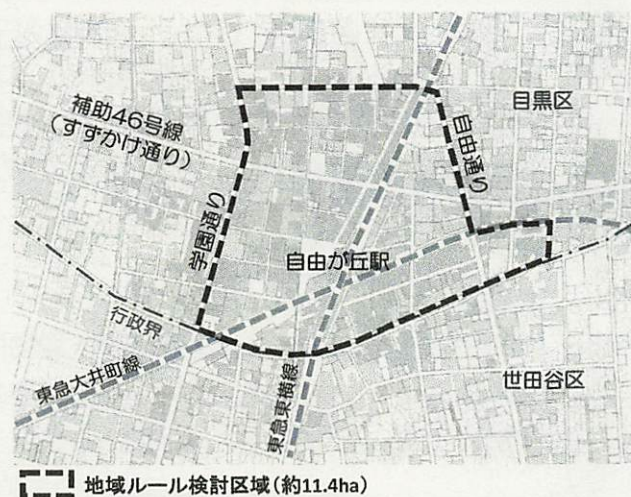 補助46号線
(すずかけ通り)
目黒区
自由通り
学園通り
自由が丘駅
行政界
東急大井町線
東急東横線
世田谷区
地域ルール検討区域(約11.4ha)